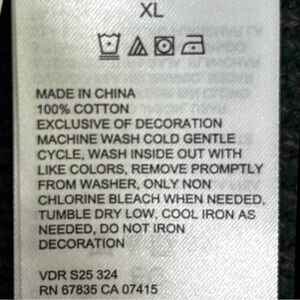 XL
MADE IN CHINA
100% COTTON
EXCLUSIVE OF DECORATION
MACHINE WASH COLD GENTLE
CYCLE, WASH INSIDE OUT WITH
LIKE COLORS, REMOVE PROMPTLY
FROM WASHER, ONLY NON
CHLORINE BLEACH WHEN NEEDED,
TUMBLE DRY LOW, COOL IRON AS
NEEDED, DO NOT IRON
DECORATION
VDR S25 324
RN 67835 CA 07415